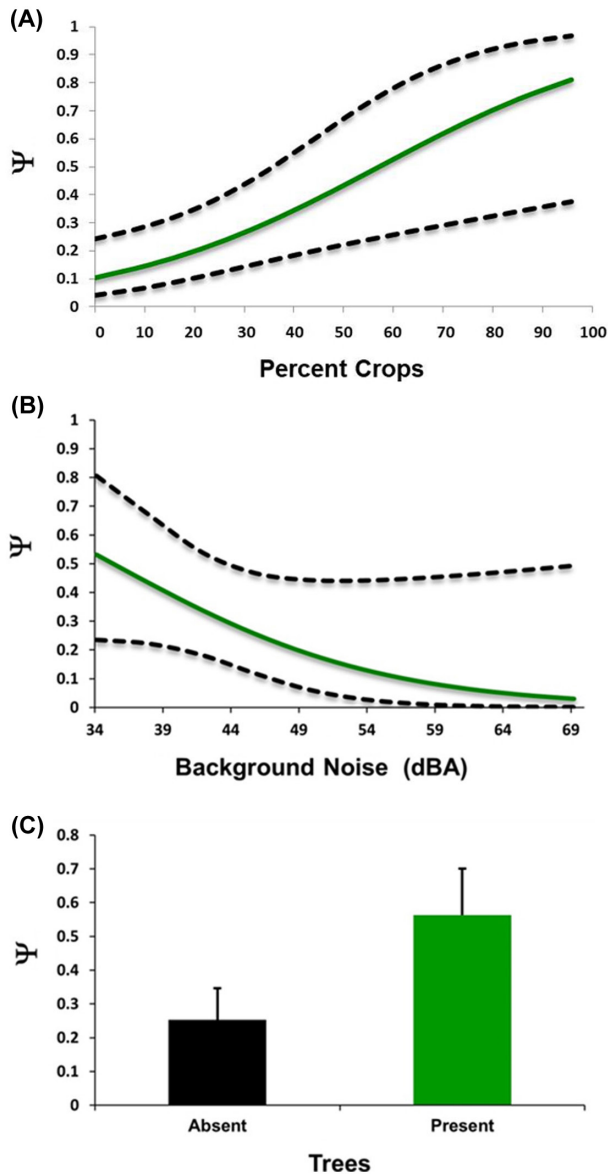 (A)
1
0.9
0.8
0.7
0.6
0.5
0.4
0.3
0.2
0.1
0
Ψ
0 10 20 30 40 50 60 70 80 90 100
Percent Crops
(B)
1
0.9
0.8
0.7
0.6
0.5
0.4
0.3
0.2
0.1
0
Ψ
34 39 44 49 54 59 64 69
Background Noise (dBA)
(C)
0.8
0.7
0.6
0.5
0.4
0.3
0.2
0.1
0
Ψ
Absent Present
Trees